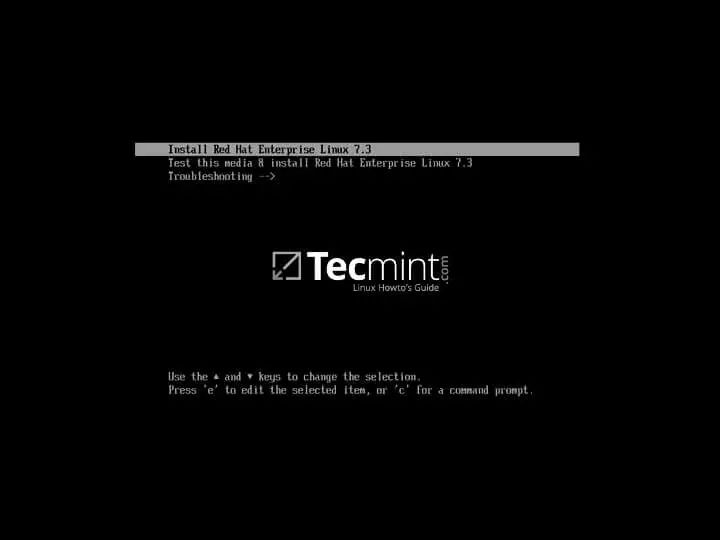 Install Red Hat Enterprise Linux 7.3
Test this media & install Red Hat Enterprise Linux 7.3
Troubleshooting -->
Tecmint.com
Linux Howto's Guide
Use the ▲ and ▼ keys to change the selection.
Press 'e' to edit the selected item, or 'c' for a command prompt.